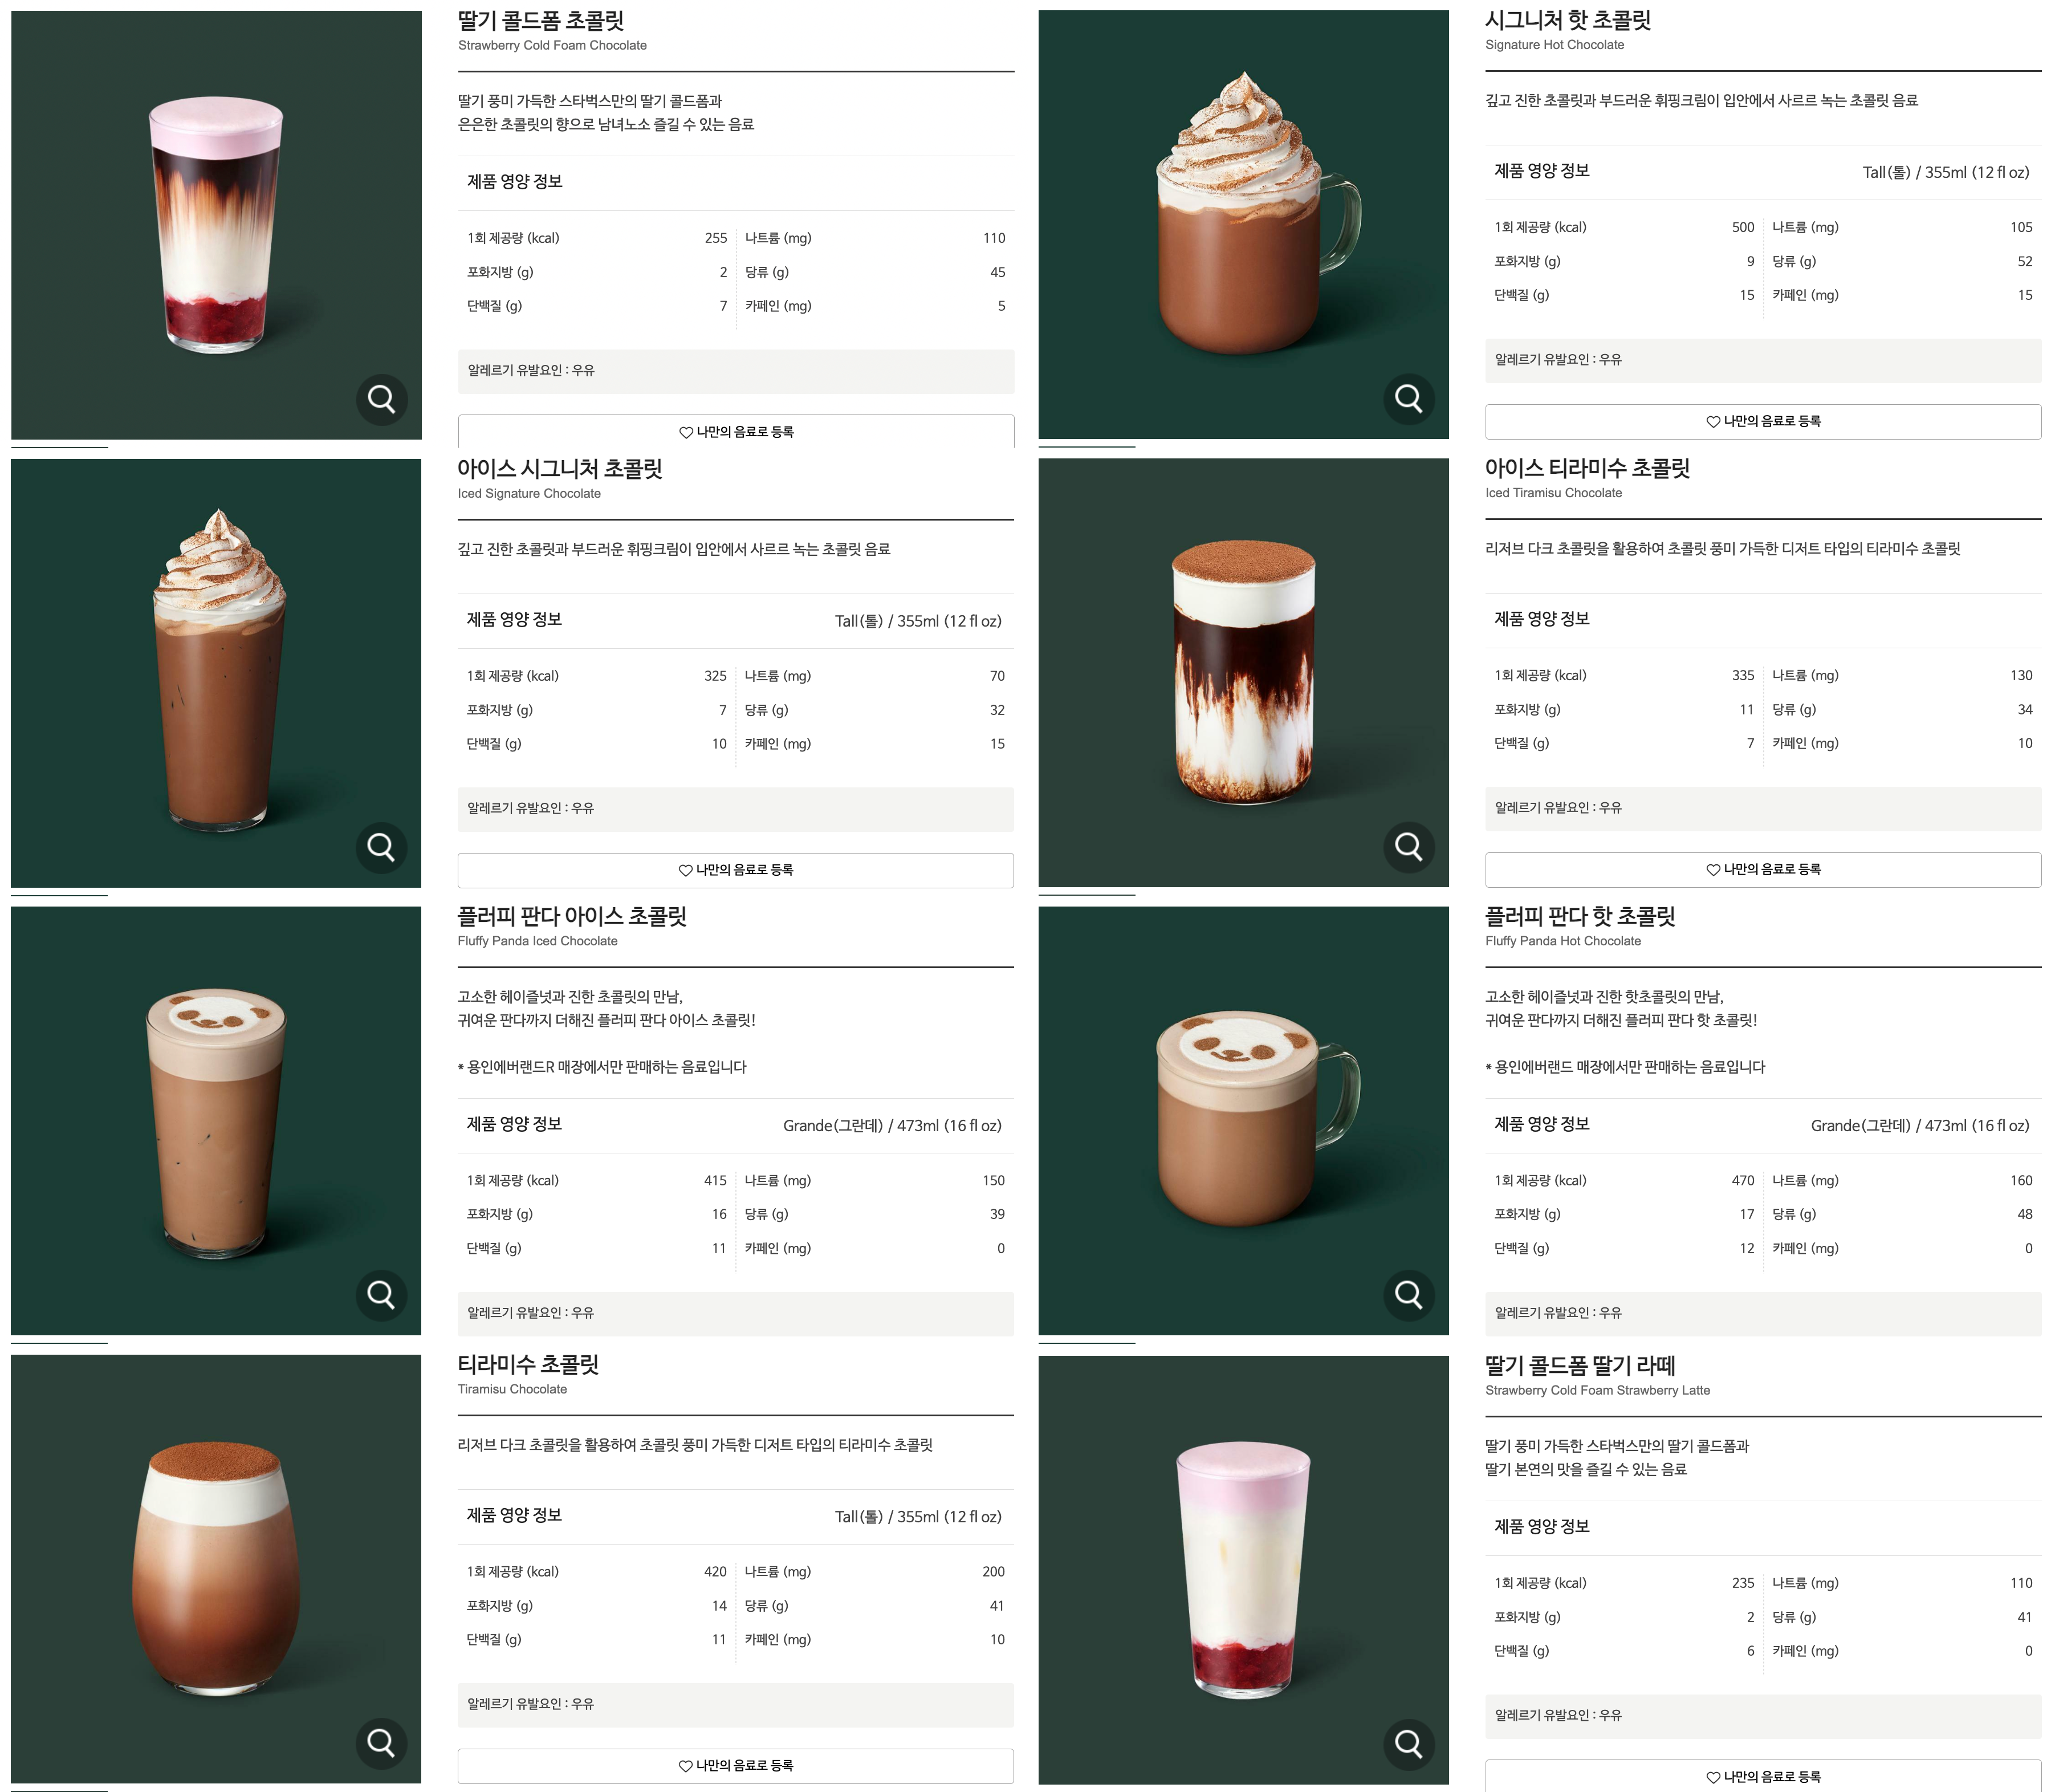 딸기 콜드폼 초콜릿
Strawberry Cold Foam Chocolate
딸기 풍미 가득한 스타벅스만의 딸기 콜드폼과
은은한 초콜릿의 향으로 남녀노소 즐길 수 있는 음료
제품 영양 정보
1회 제공량 (kcal) 255 나트륨 (mg) 110
포화지방 (g) 2 당류 (g) 45
단백질 (g) 7 카페인 (mg) 5
알레르기 유발요인 : 우유
나만의 음료로 등록
시그니처 핫 초콜릿
Signature Hot Chocolate
깊고 진한 초콜릿과 부드러운 휘핑크림이 입안에서 사르르 녹는 초콜릿 음료
제품 영양 정보 Tall(톨) / 355ml (12 fl oz)
1회 제공량 (kcal) 500 나트륨 (mg) 105
포화지방 (g) 9 당류 (g) 52
단백질 (g) 15 카페인 (mg) 15
알레르기 유발요인 : 우유
나만의 음료로 등록
아이스 시그니처 초콜릿
Iced Signature Chocolate
깊고 진한 초콜릿과 부드러운 휘핑크림이 입안에서 사르르 녹는 초콜릿 음료
제품 영양 정보 Tall(톨) / 355ml (12 fl oz)
1회 제공량 (kcal) 325 나트륨 (mg) 70
포화지방 (g) 7 당류 (g) 32
단백질 (g) 10 카페인 (mg) 15
알레르기 유발요인 : 우유
나만의 음료로 등록
아이스 티라미수 초콜릿
Iced Tiramisu Chocolate
리저브 다크 초콜릿을 활용하여 초콜릿 풍미 가득한 디저트 타입의 티라미수 초콜릿
제품 영양 정보
1회 제공량 (kcal) 335 나트륨 (mg) 130
포화지방 (g) 11 당류 (g) 34
단백질 (g) 7 카페인 (mg) 10
알레르기 유발요인 : 우유
나만의 음료로 등록
플러피 판다 아이스 초콜릿
Fluffy Panda Iced Chocolate
고소한 헤이즐넛과 진한 초콜릿의 만남,
귀여운 판다까지 더해진 플러피 판다 아이스 초콜릿!
* 용인에버랜드R 매장에서만 판매하는 음료입니다
제품 영양 정보 Grande(그란데) / 473ml (16 fl oz)
1회 제공량 (kcal) 415 나트륨 (mg) 150
포화지방 (g) 16 당류 (g) 39
단백질 (g) 11 카페인 (mg) 0
알레르기 유발요인 : 우유
플러피 판다 핫 초콜릿
Fluffy Panda Hot Chocolate
고소한 헤이즐넛과 진한 핫초콜릿의 만남,
귀여운 판다까지 더해진 플러피 판다 핫 초콜릿!
* 용인에버랜드 매장에서만 판매하는 음료입니다
제품 영양 정보 Grande(그란데) / 473ml (16 fl oz)
1회 제공량 (kcal) 470 나트륨 (mg) 160
포화지방 (g) 17 당류 (g) 48
단백질 (g) 12 카페인 (mg) 0
알레르기 유발요인 : 우유
티라미수 초콜릿
Tiramisu Chocolate
리저브 다크 초콜릿을 활용하여 초콜릿 풍미 가득한 디저트 타입의 티라미수 초콜릿
제품 영양 정보 Tall(톨) / 355ml (12 fl oz)
1회 제공량 (kcal) 420 나트륨 (mg) 200
포화지방 (g) 14 당류 (g) 41
단백질 (g) 11 카페인 (mg) 10
알레르기 유발요인 : 우유
나만의 음료로 등록
딸기 콜드폼 딸기 라떼
Strawberry Cold Foam Strawberry Latte
딸기 풍미 가득한 스타벅스만의 딸기 콜드폼과
딸기 본연의 맛을 즐길 수 있는 음료
제품 영양 정보
1회 제공량 (kcal) 235 나트륨 (mg) 110
포화지방 (g) 2 당류 (g) 41
단백질 (g) 6 카페인 (mg) 0
알레르기 유발요인 : 우유
나만의 음료로 등록